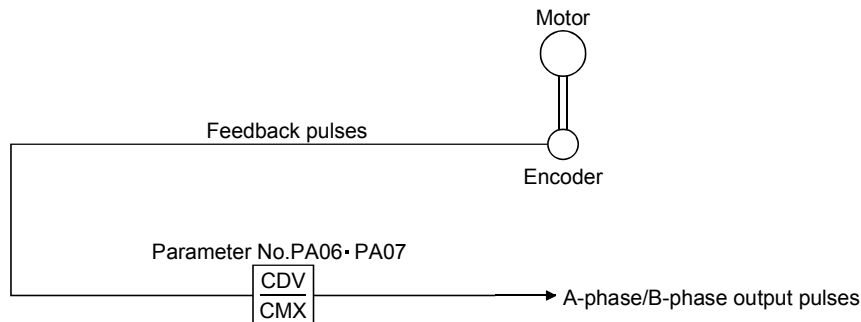 Motor
Feedback pulses
Encoder
Parameter No.PA06・PA07
CDV
CMX
A-phase/B-phase output pulses